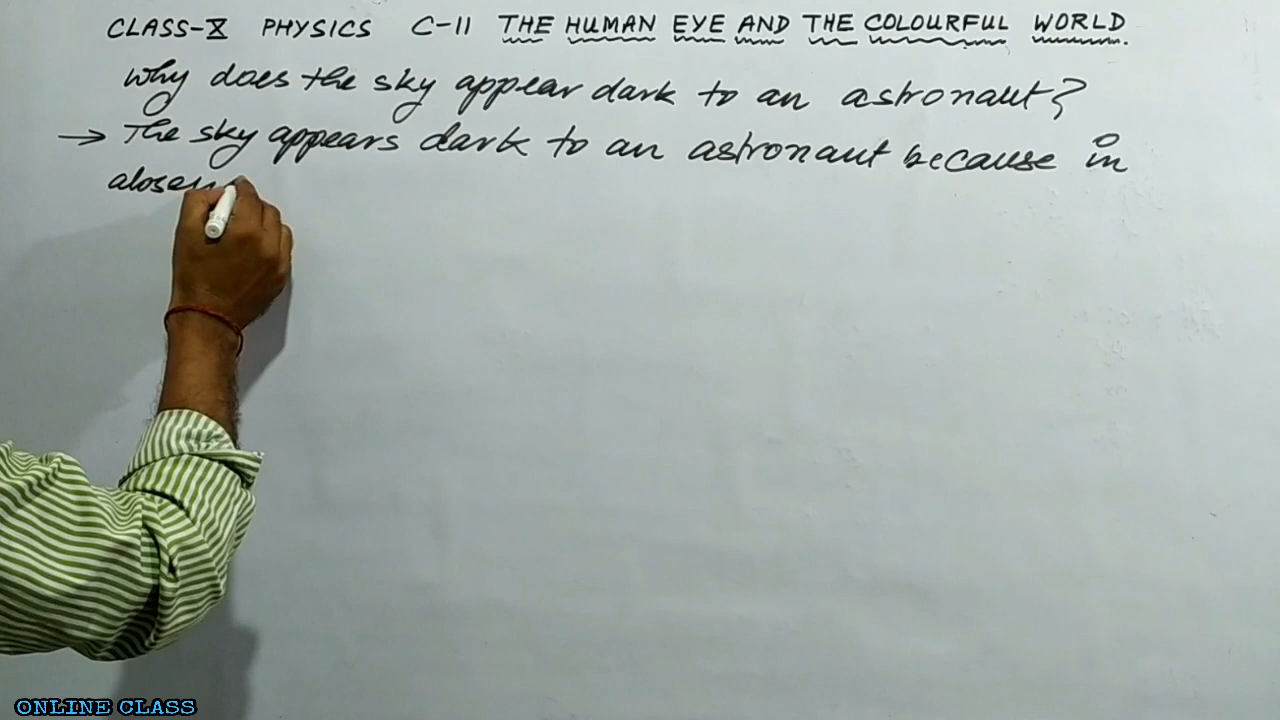 CLASS-X PHYSICS C-11 THE HUMAN EYE AND THE COLOURFUL WORLD.
Why does the sky appear dark to an astronaut?
→ The sky appears dark to an astronaut because in
ONLINE CLASS